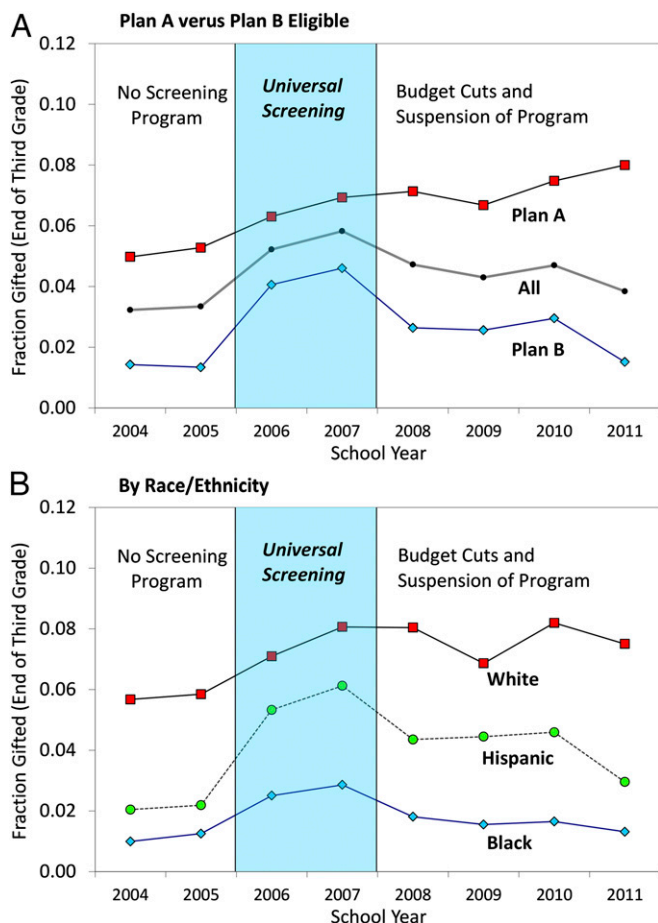 A
Plan A versus Plan B Eligible
Fraction Gifted (End of Third Grade)
0.12
0.10
0.08
0.06
0.04
0.02
0.00
No Screening
Program
Universal
Screening
Budget Cuts and
Suspension of Program
Plan A
All
Plan B
2004 2005 2006 2007 2008 2009 2010 2011
School Year
B
By Race/Ethnicity
Fraction Gifted (End of Third Grade)
0.12
0.10
0.08
0.06
0.04
0.02
0.00
No Screening
Program
Universal
Screening
Budget Cuts and
Suspension of Program
White
Hispanic
Black
2004 2005 2006 2007 2008 2009 2010 2011
School Year